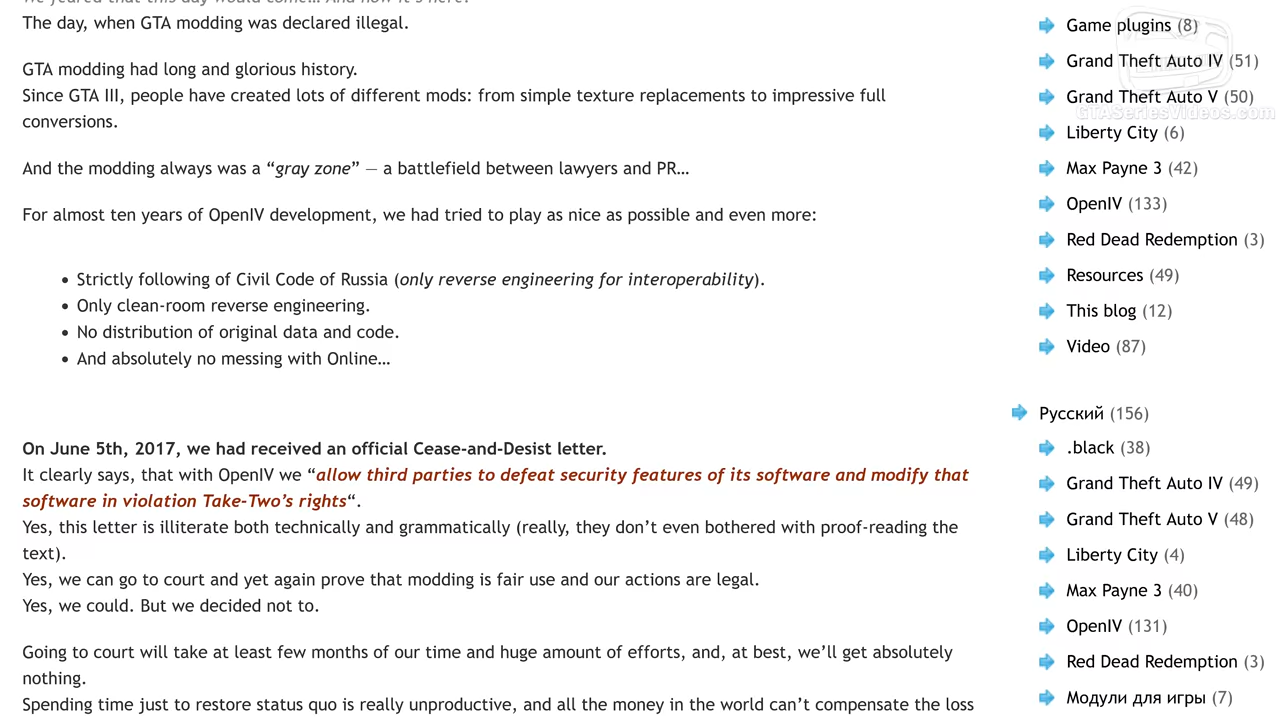 We feared that this day would come… And now it's here.
The day, when GTA modding was declared illegal.
GTA modding had long and glorious history.
Since GTA III, people have created lots of different mods: from simple texture replacements to impressive full
conversions.
And the modding always was a “gray zone” — a battlefield between lawyers and PR…
For almost ten years of OpenIV development, we had tried to play as nice as possible and even more:
• Strictly following of Civil Code of Russia (only reverse engineering for interoperability).
• Only clean-room reverse engineering.
• No distribution of original data and code.
• And absolutely no messing with Online…
On June 5th, 2017, we had received an official Cease-and-Desist letter.
It clearly says, that with OpenIV we “allow third parties to defeat security features of its software and modify that
software in violation Take-Two’s rights“.
Yes, this letter is illiterate both technically and grammatically (really, they don’t even bothered with proof-reading the
text).
Yes, we can go to court and yet again prove that modding is fair use and our actions are legal.
Yes, we could. But we decided not to.
Going to court will take at least few months of our time and huge amount of efforts, and, at best, we’ll get absolutely
nothing.
Spending time just to restore status quo is really unproductive, and all the money in the world can’t compensate the loss
Game plugins (8)
Grand Theft Auto IV (51)
Grand Theft Auto V (50)
GTASeriesVideos.com
Liberty City (6)
Max Payne 3 (42)
OpenIV (133)
Red Dead Redemption (3)
Resources (49)
This blog (12)
Video (87)
Русский (156)
.black (38)
Grand Theft Auto IV (49)
Grand Theft Auto V (48)
Liberty City (4)
Max Payne 3 (40)
OpenIV (131)
Red Dead Redemption (3)
Модули для игры (7)